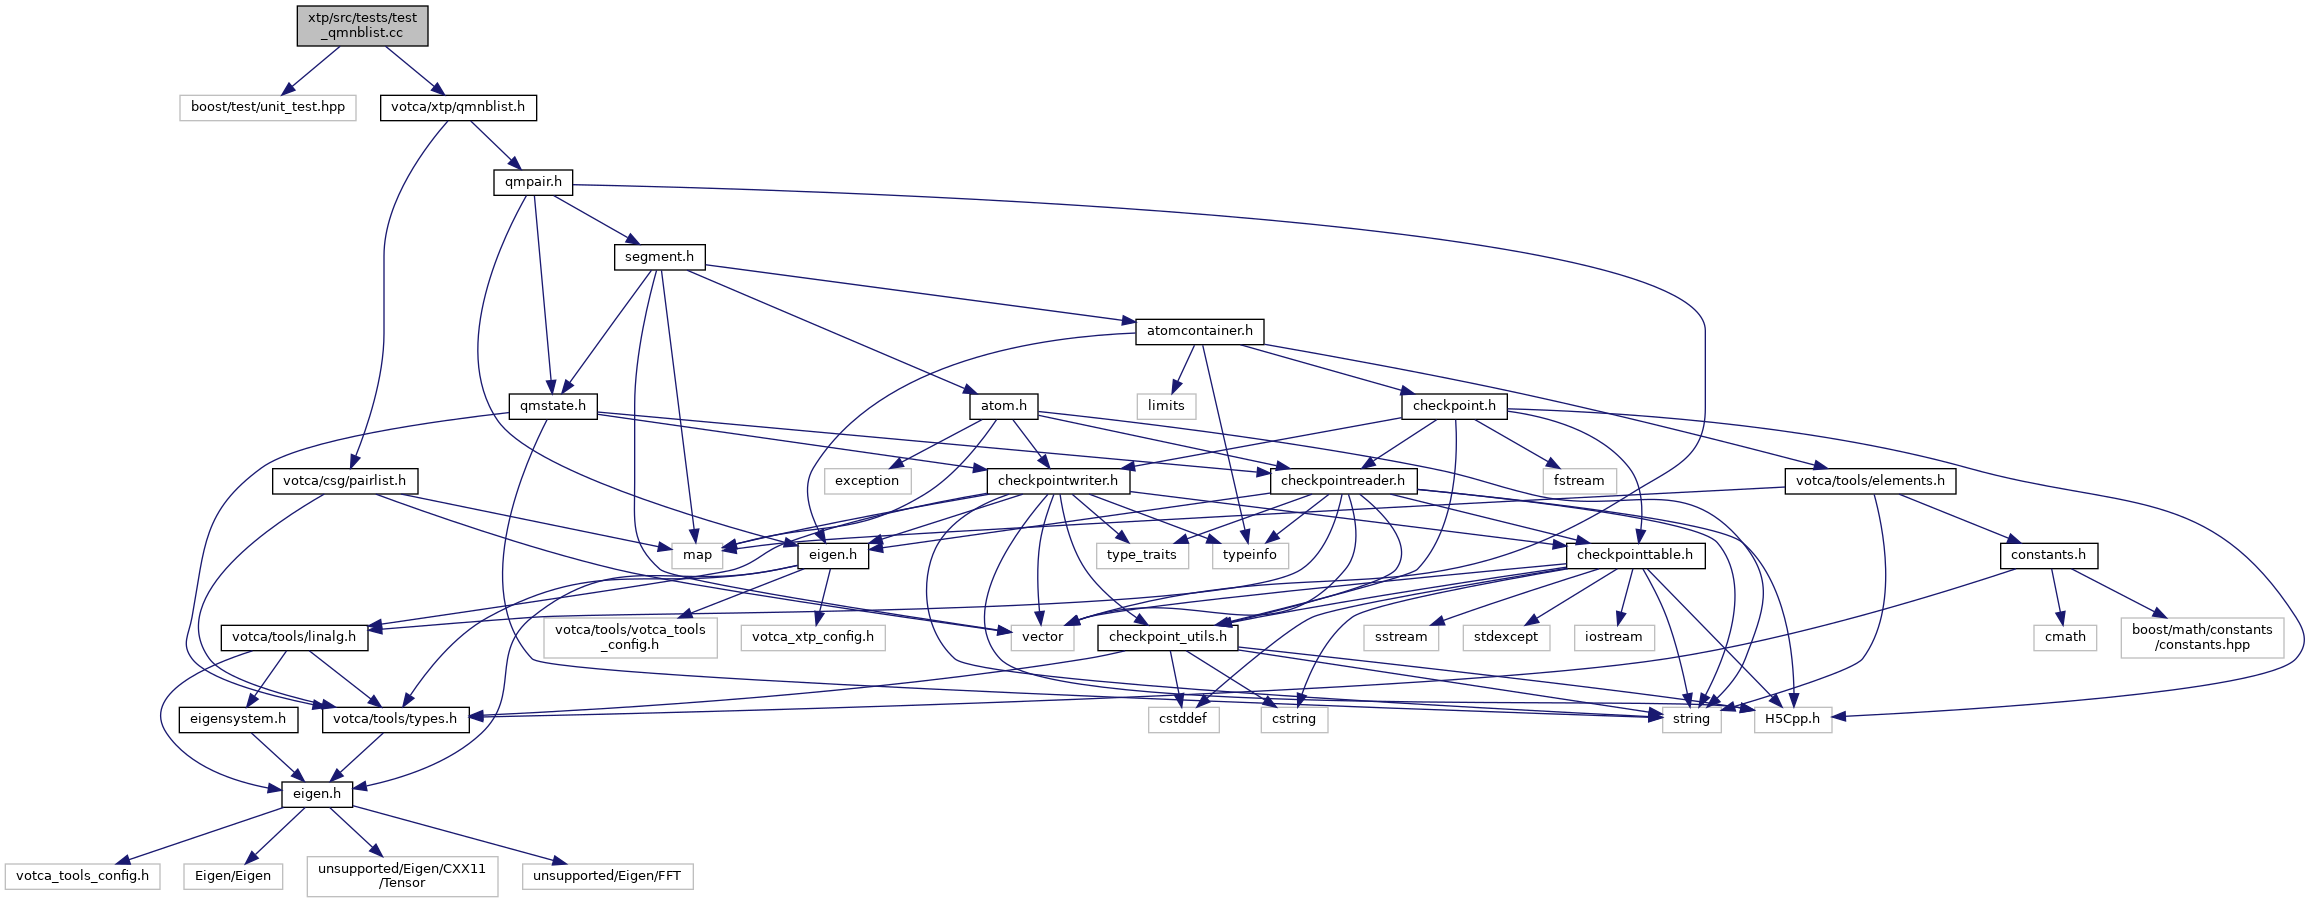 xtp/src/tests/test
_qmnblist.cc
boost/test/unit_test.hpp
votca/xtp/qmnblist.h
qmpair.h
segment.h
atomcontainer.h
qmstate.h
atom.h
limits
checkpoint.h
votca/csg/pairlist.h
exception
checkpointwriter.h
checkpointreader.h
fstream
votca/tools/elements.h
map
eigen.h
type_traits
typeinfo
checkpointtable.h
constants.h
votca/tools/linalg.h
votca/tools/votca_tools
_config.h
votca_xtp_config.h
vector
checkpoint_utils.h
sstream
stdexcept
iostream
cmath
boost/math/constants
/constants.hpp
eigensystem.h
votca/tools/types.h
cstddef
cstring
string
H5Cpp.h
eigen.h
votca_tools_config.h
Eigen/Eigen
unsupported/Eigen/CXX11
/Tensor
unsupported/Eigen/FFT